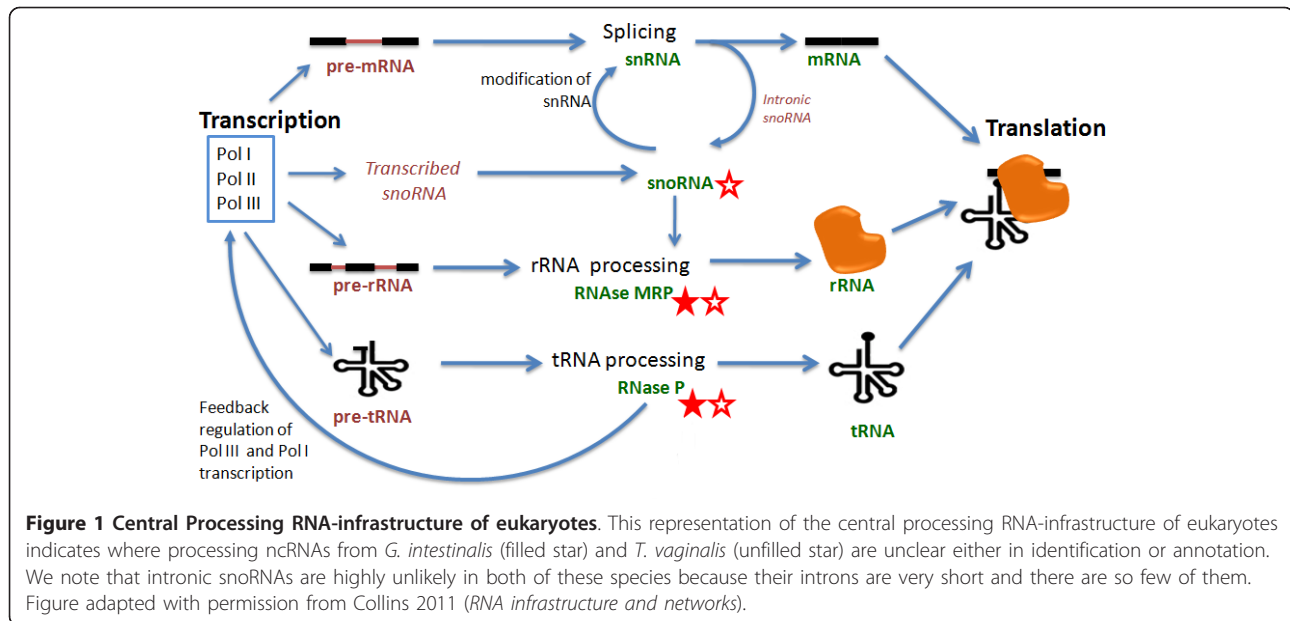 Splicing
snRNA
pre-mRNA
mRNA
modification of
snRNA
Intronic
snoRNA
Transcription
Translation
Pol I
Pol II
Pol III
Transcribed
snoRNA
snoRNA
pre-rRNA
rRNA processing
RNAse MRP
rRNA
pre-tRNA
tRNA processing
RNase P
tRNA
Feedback
regulation of
Pol III and Pol I
transcription
Figure 1 Central Processing RNA-infrastructure of eukaryotes. This representation of the central processing RNA-infrastructure of eukaryotes
indicates where processing ncRNAs from G. intestinalis (filled star) and T. vaginalis (unfilled star) are unclear either in identification or annotation.
We note that intronic snoRNAs are highly unlikely in both of these species because their introns are very short and there are so few of them.
Figure adapted with permission from Collins 2011 (RNA infrastructure and networks).